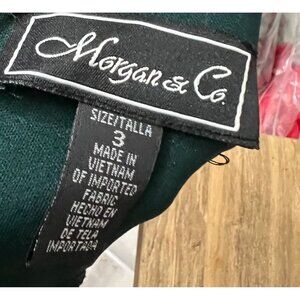 Morgan & Co.
SIZE/TALLA
3
MADE IN
VIETNAM
OF IMPORTED
FABRIC
HECHO EN
VIETNAM
DE TELA
IMPORTADA